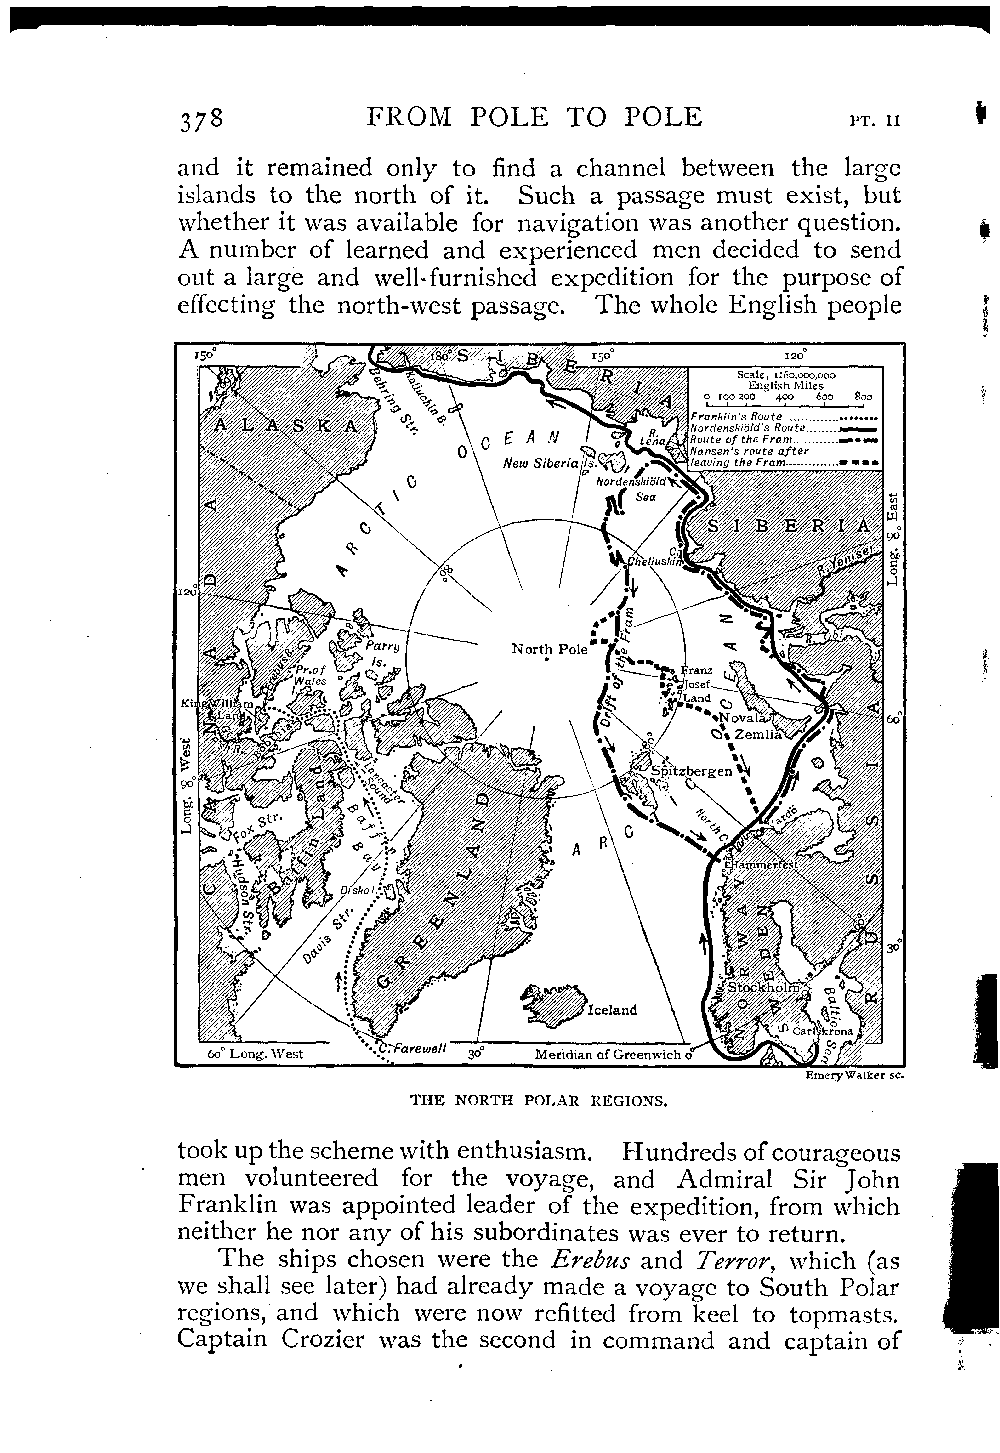 378 FROM POLE TO POLE PT. II
and it remained only to find a channel between the large
islands to the north of it. Such a passage must exist, but
whether it was available for navigation was another question.
A number of learned and experienced men decided to send
out a large and well-furnished expedition for the purpose of
effecting the north-west passage. The whole English people
150° 180° SIBERIA 150° 120°
Scale, 1:60,000,000
English Miles
0 100 200 400 600 800
Franklin's Route
Nordenskiöld's Route
Route of the Fram
Nansen's route after
leaving the Fram
Behring Str.
Koliuchin B.
ALASKA
ARCTIC OCEAN
R. Lena
New Siberia Is.
Nordenskiöld
Sea
SIBERIA
Long. 90° East
C.
Cheliuskin
R. Yenisei
80°
120°
CANADA
North Pole
Drift of the Fram
Parry
Is.
Pr. of
Wales
King William
Land
Franz
Josef
Land
Novaia
Zemlia
60°
Spitzbergen
ARCTIC OCEAN
Long. 90° West
Lancaster
Sound
Baffin Bay
Fox Str.
Baffin Land
Hudson Str.
Disko I.
Davis Str.
GREENLAND
North C.
Vardö
Hammerfest
RUSSIA
NORWAY
SWEDEN
30°
Stockholm
Iceland
Baltic Sea
Carlskrona
60° Long. West C. Farewell 30° Meridian of Greenwich 0°
Emery Walker sc.
THE NORTH POLAR REGIONS.
took up the scheme with enthusiasm. Hundreds of courageous
men volunteered for the voyage, and Admiral Sir John
Franklin was appointed leader of the expedition, from which
neither he nor any of his subordinates was ever to return.
The ships chosen were the Erebus and Terror, which (as
we shall see later) had already made a voyage to South Polar
regions, and which were now refitted from keel to topmasts.
Captain Crozier was the second in command and captain of